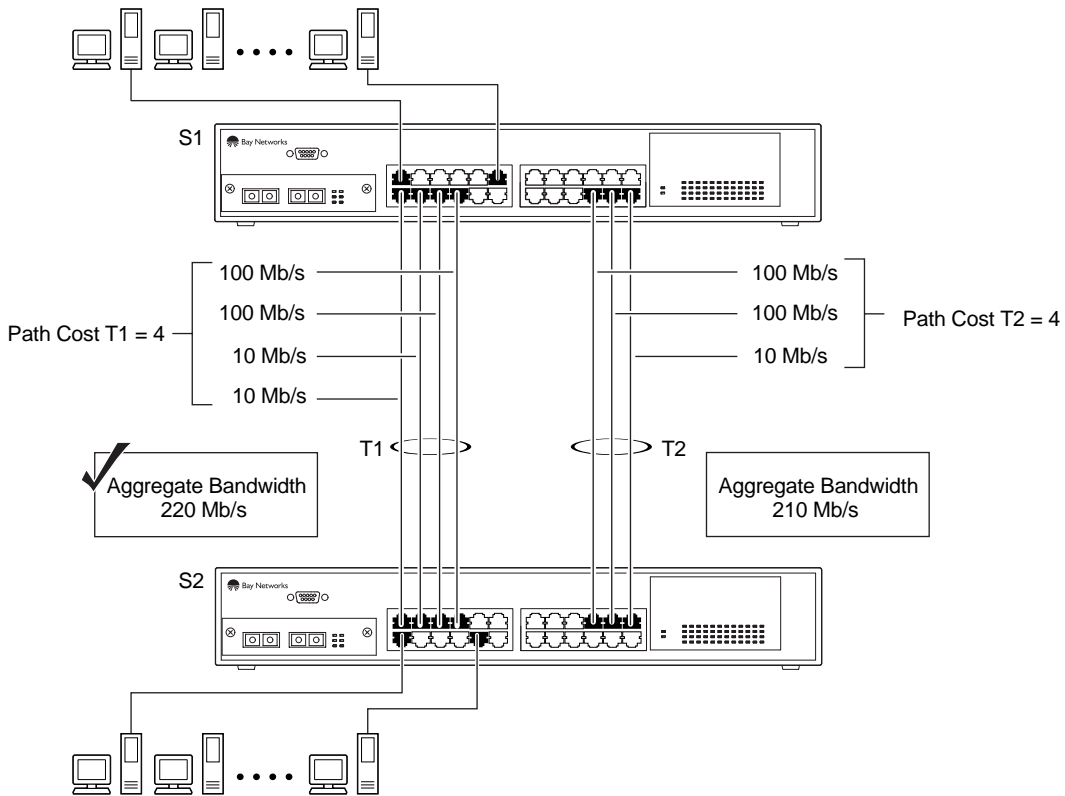 S1
Bay Networks
100 Mb/s
100 Mb/s
10 Mb/s
10 Mb/s
Path Cost T1 = 4
100 Mb/s
100 Mb/s
10 Mb/s
Path Cost T2 = 4
T1
T2
Aggregate Bandwidth
220 Mb/s
Aggregate Bandwidth
210 Mb/s
S2
Bay Networks